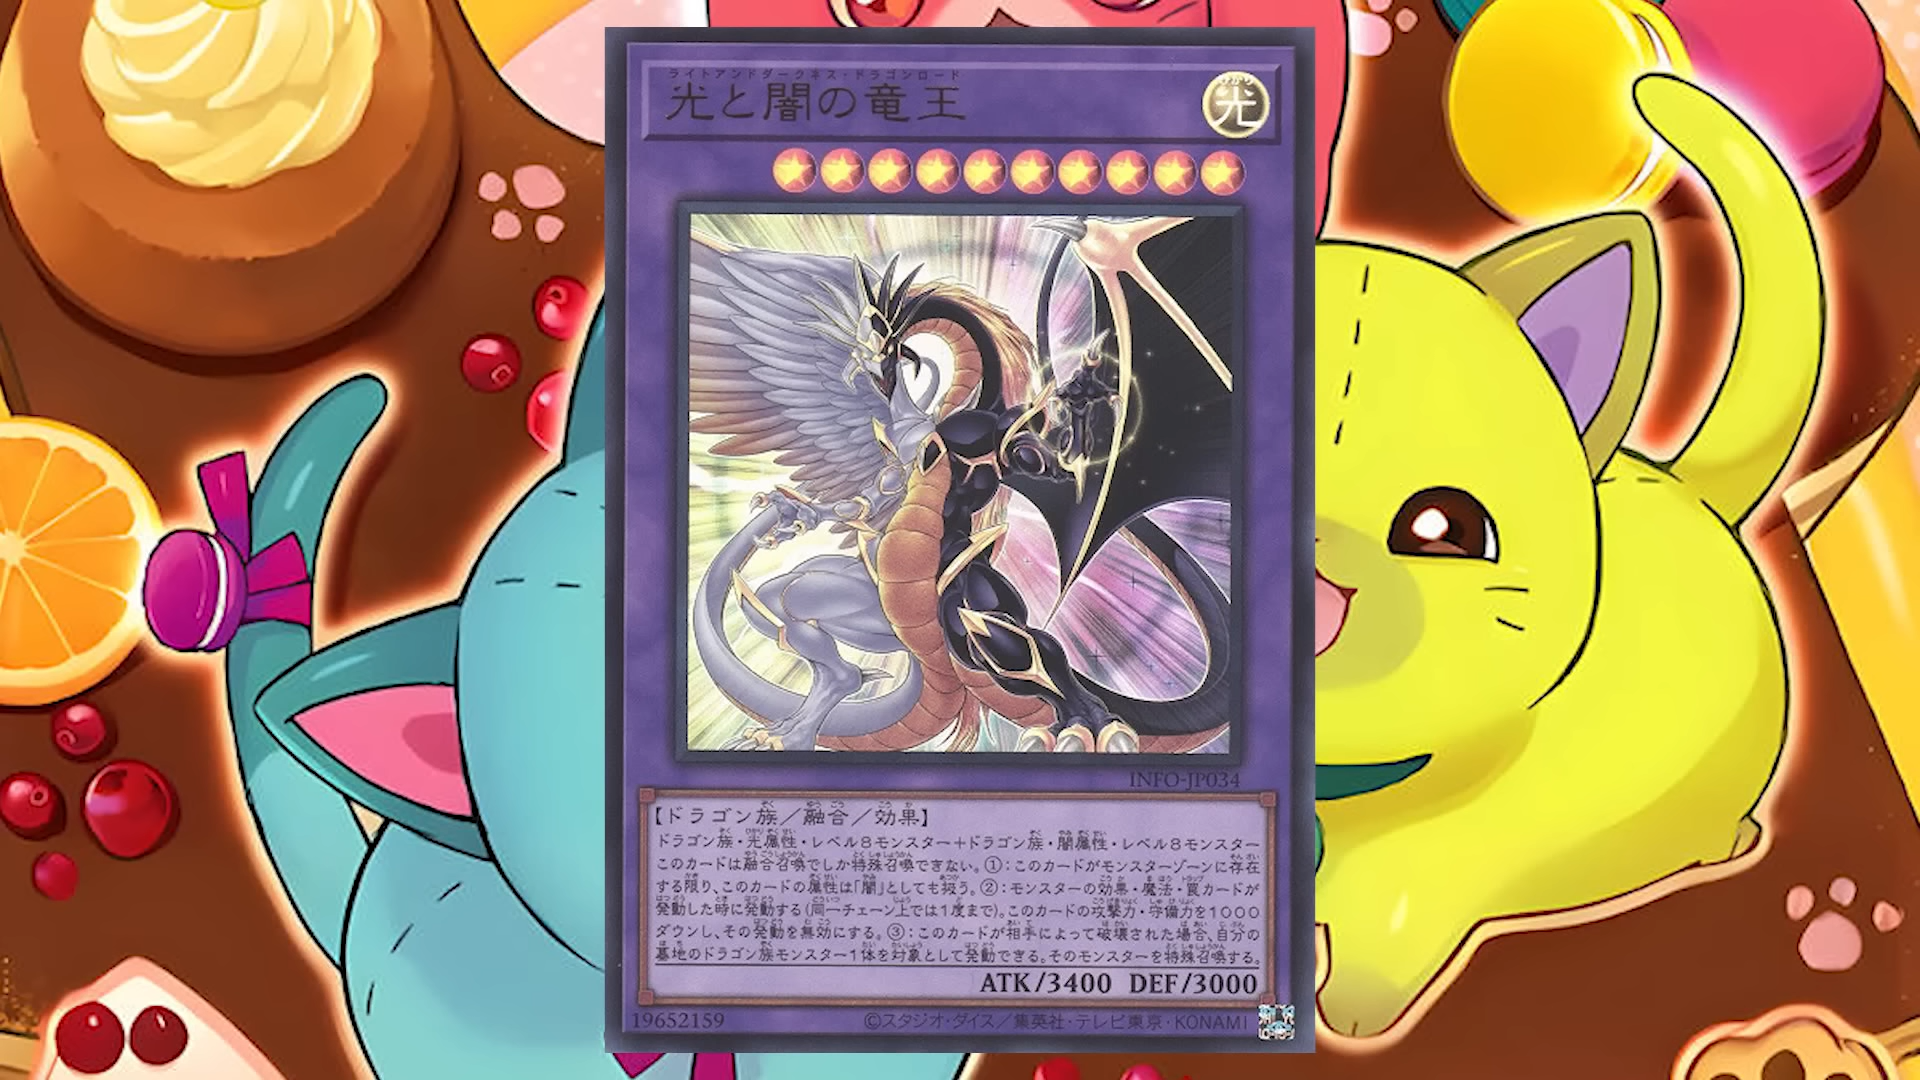 ライトアンドダークネス・ドラゴンロード
光と闇の竜王
ひかり
光
INFO-JP034
【ドラゴン族／融合／効果】
ドラゴン族・光属性・レベル８モンスター＋ドラゴン族・闇属性・レベル８モンスター
このカードは融合召喚でしか特殊召喚できない。①：このカードがモンスターゾーンに存在
する限り、このカードの属性は「闇」としても扱う。②：モンスターの効果・魔法・罠カードが
発動した時に発動する(同一チェーン上では１度まで)。このカードの攻撃力・守備力を１０００
ダウンし、その発動を無効にする。③：このカードが相手によって破壊された場合、自分の
墓地のドラゴン族モンスター１体を対象として発動できる。そのモンスターを特殊召喚する。
ATK/3400 DEF/3000
19652159 ©スタジオ・ダイス／集英社・テレビ東京・KONAMI